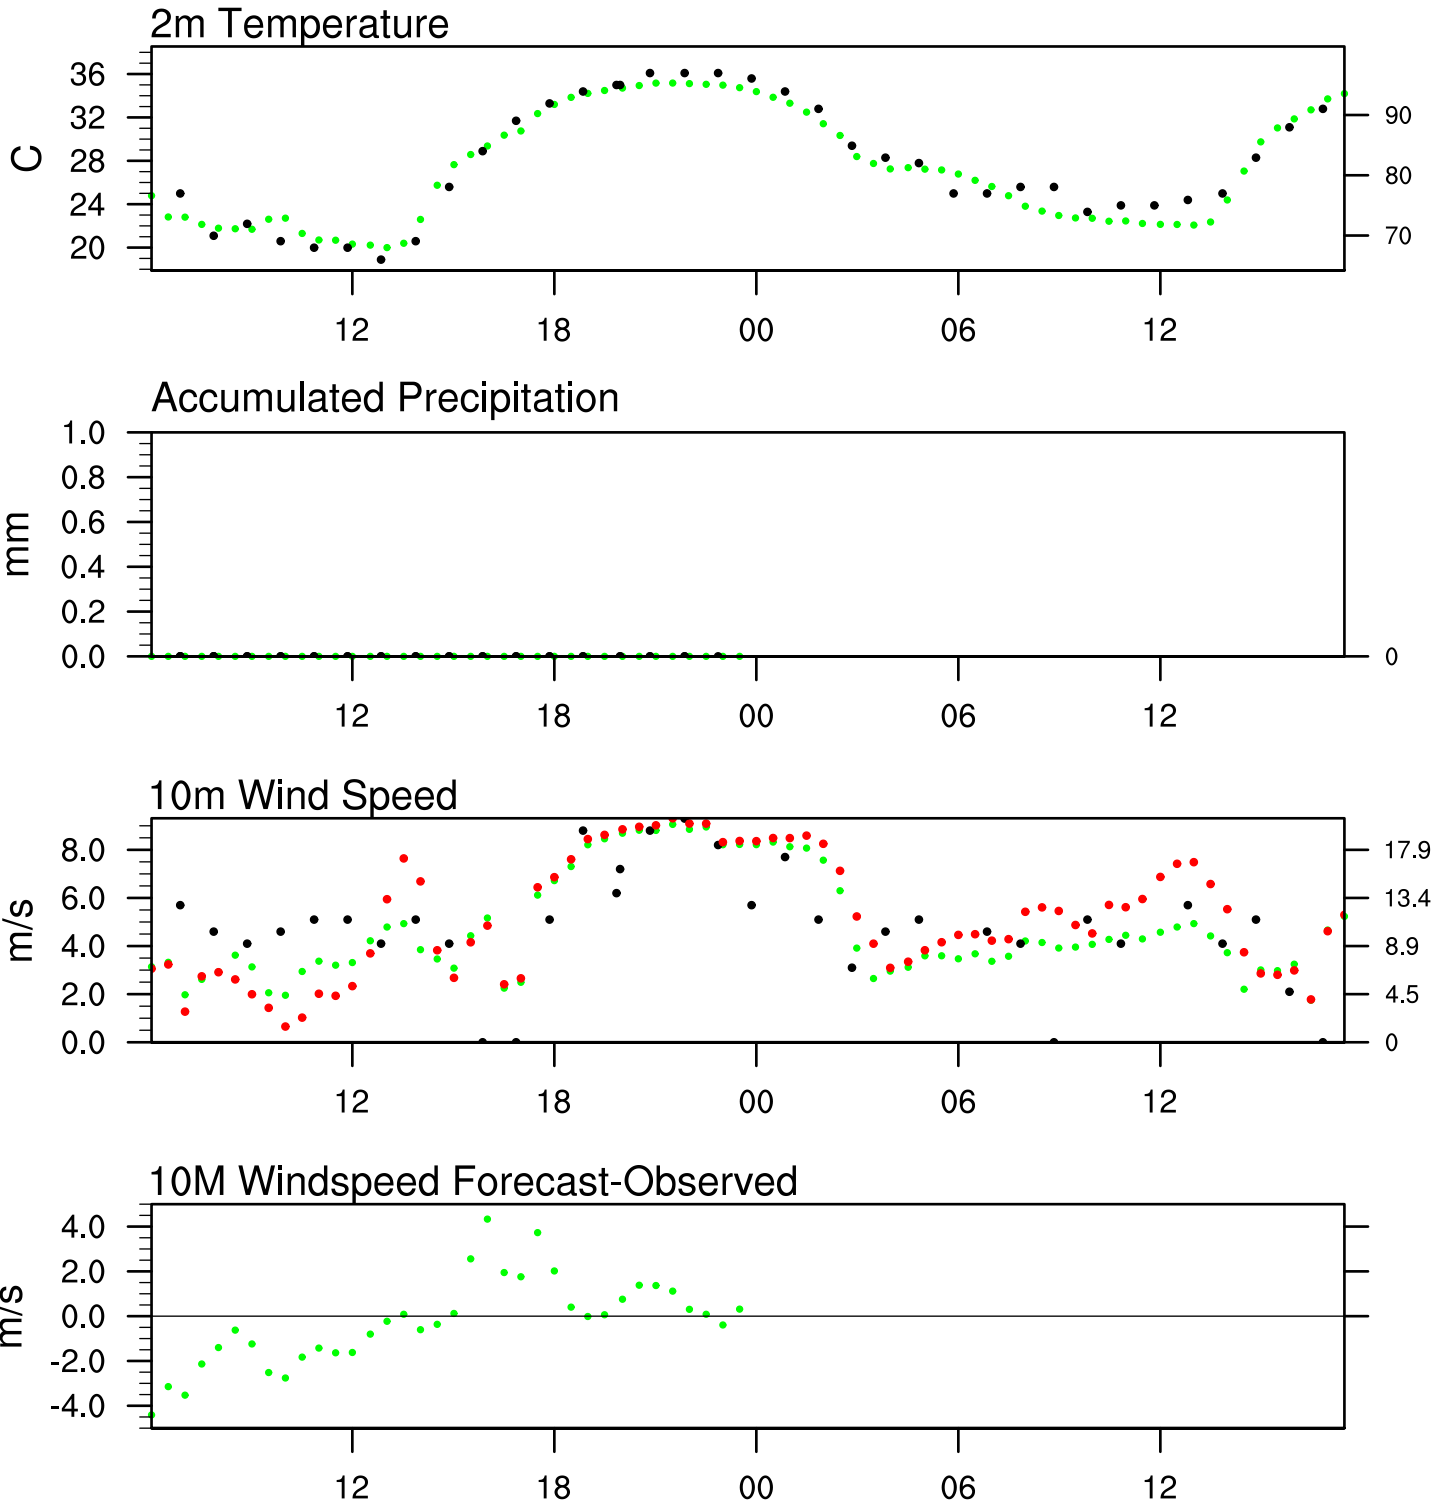 2m Temperature
C
36
32
28
24
20
90
80
70
12 18 00 06 12
Accumulated Precipitation
mm
1.0
0.8
0.6
0.4
0.2
0.0
0
12 18 00 06 12
10m Wind Speed
m/s
8.0
6.0
4.0
2.0
0.0
17.9
13.4
8.9
4.5
0
12 18 00 06 12
10M Windspeed Forecast-Observed
m/s
4.0
2.0
0.0
-2.0
-4.0
12 18 00 06 12